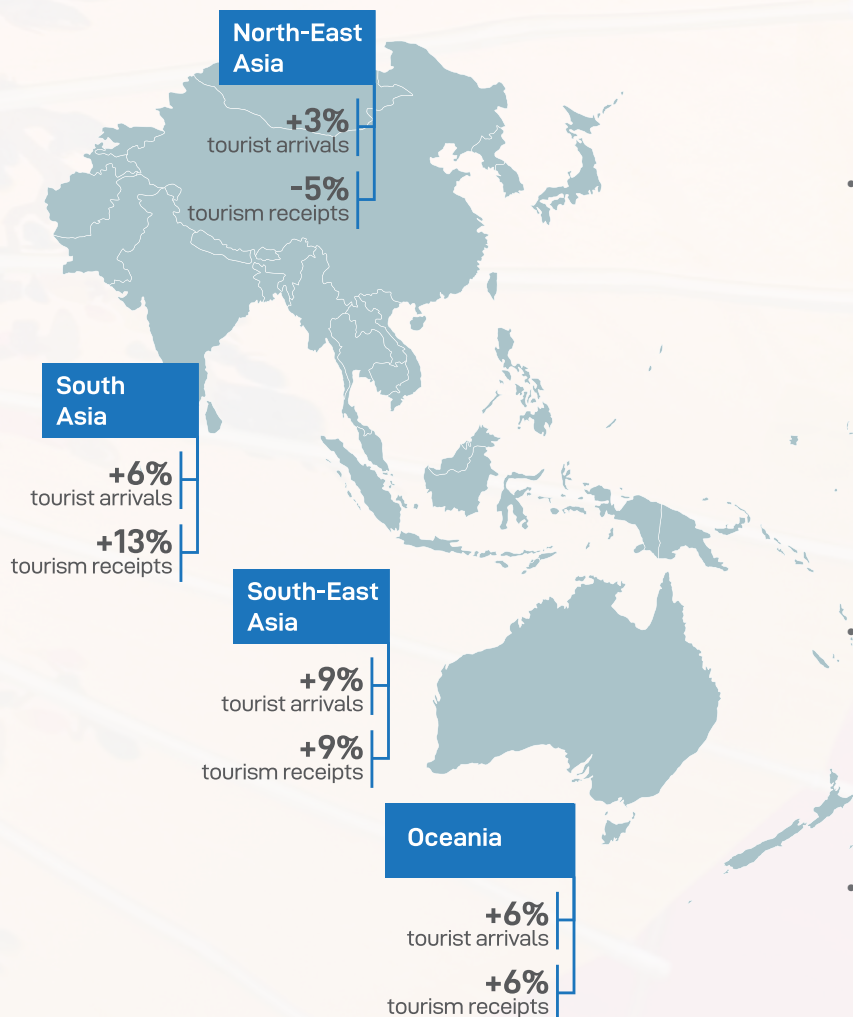 North-East
Asia
+3%
tourist arrivals
-5%
tourism receipts
South
Asia
+6%
tourist arrivals
+13%
tourism receipts
South-East
Asia
+9%
tourist arrivals
+9%
tourism receipts
Oceania
+6%
tourist arrivals
+6%
tourism receipts